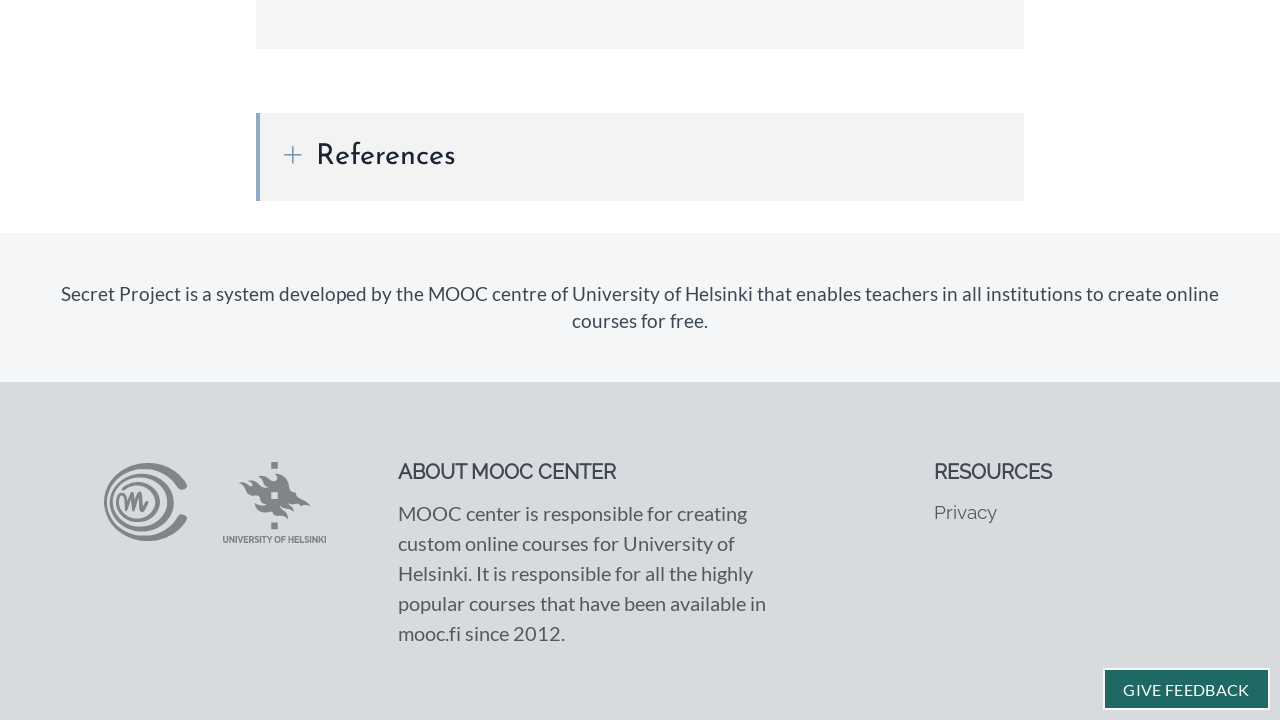 References
Secret Project is a system developed by the MOOC centre of University of Helsinki that enables teachers in all institutions to create online
courses for free.
UNIVERSITY OF HELSINKI
ABOUT MOOC CENTER
MOOC center is responsible for creating
custom online courses for University of
Helsinki. It is responsible for all the highly
popular courses that have been available in
mooc.fi since 2012.
RESOURCES
Privacy
GIVE FEEDBACK